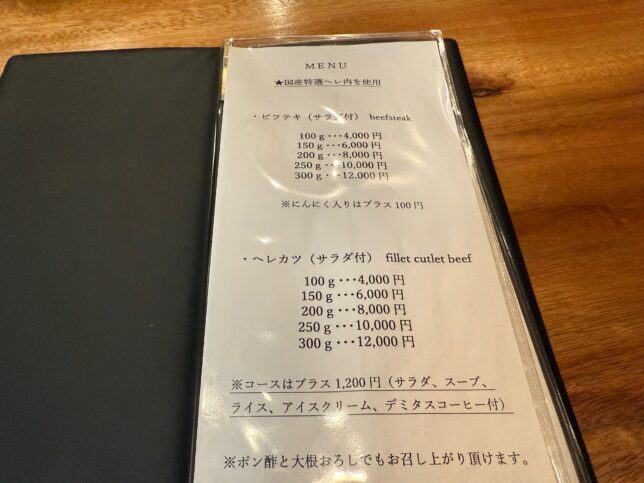 MENU
★国産特選ヘレ肉を使用
・ビフテキ（サラダ付） beefsteak
100ｇ･･･4,000円
150ｇ･･･6,000円
200ｇ･･･8,000円
250ｇ･･･10,000円
300ｇ･･･12.000円
※にんにく入りはプラス100円
・ヘレカツ（サラダ付） fillet cutlet beef
100ｇ･･･4,000円
150ｇ･･･6,000円
200ｇ･･･8,000円
250ｇ･･･10,000円
300ｇ･･･12,000円
※コースはプラス1,200円（サラダ、スープ、
ライス、アイスクリーム、デミタスコーヒー付）
※ポン酢と大根おろしでもお召し上がり頂けます。